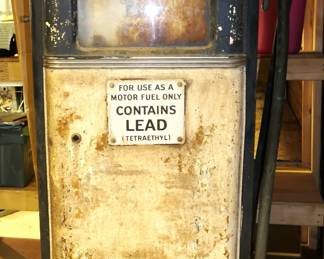 FOR USE AS A
MOTOR FUEL ONLY
CONTAINS
LEAD
(TETRAETHYL)